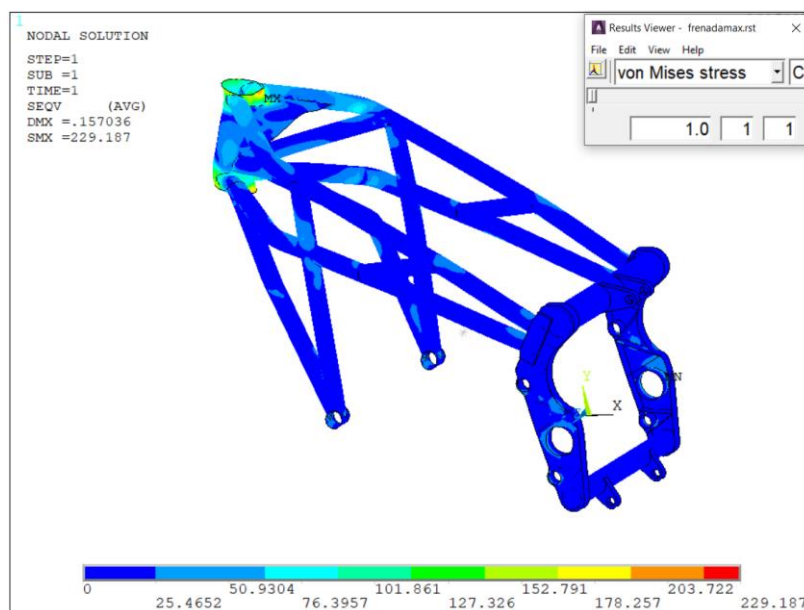 1
NODAL SOLUTION
STEP=1
SUB =1
TIME=1
SEQV (AVG)
DMX =.157036
SMX =229.187
Results Viewer - frenadamax.rst
File Edit View Help
von Mises stress
C
1.0 1 1
MX
MN
Y
X
0 50.9304 101.861 152.791 203.722
25.4652 76.3957 127.326 178.257 229.187